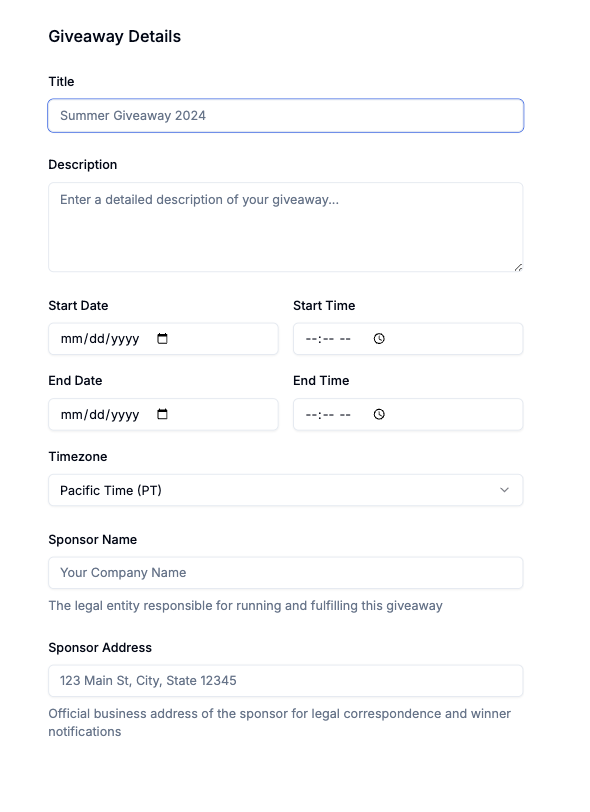 Giveaway Details
Title
Summer Giveaway 2024
Description
Enter a detailed description of your giveaway...
Start Date
Start Time
mm/dd/yyyy
--:-- --
End Date
End Time
mm/dd/yyyy
--:-- --
Timezone
Pacific Time (PT)
Sponsor Name
Your Company Name
The legal entity responsible for running and fulfilling this giveaway
Sponsor Address
123 Main St, City, State 12345
Official business address of the sponsor for legal correspondence and winner
notifications